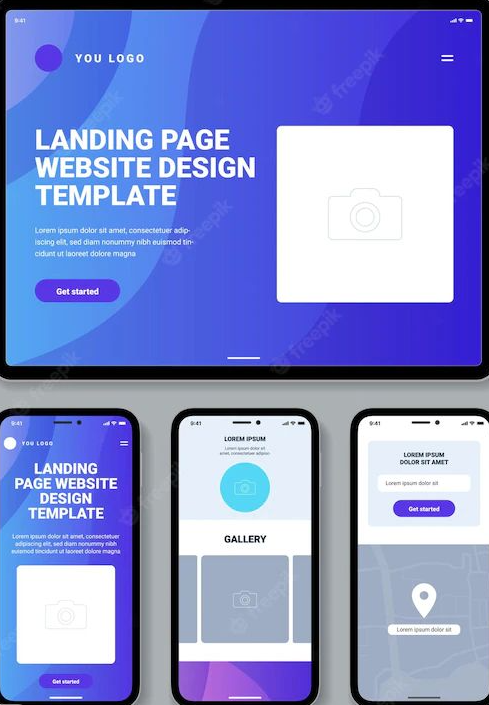 9:41
YOU LOGO
LANDING PAGE
WEBSITE DESIGN
TEMPLATE
Lorem ipsum dolor sit amet, consectetuer adip-
iscing elit, sed diam nonummy nibh euismod tin-
cidunt ut laoreet dolore magna
Get started
9:41
YOU LOGO
LANDING
PAGE WEBSITE
DESIGN
TEMPLATE
Lorem ipsum dolor sit amet, consectetuer
adipiscing elit, sed diam nonummy nibh
euismod tincidunt ut laoreet dolore magna
Get started
9:41
LOREM IPSUM
Lorem ipsum dolor sit
amet, consectetuer adipisn
GALLERY
9:41
LOREM IPSUM
DOLOR SIT AMET
Lorem ipsum dolor sit
Get started
Lorem ipsum dolor sit
freepik